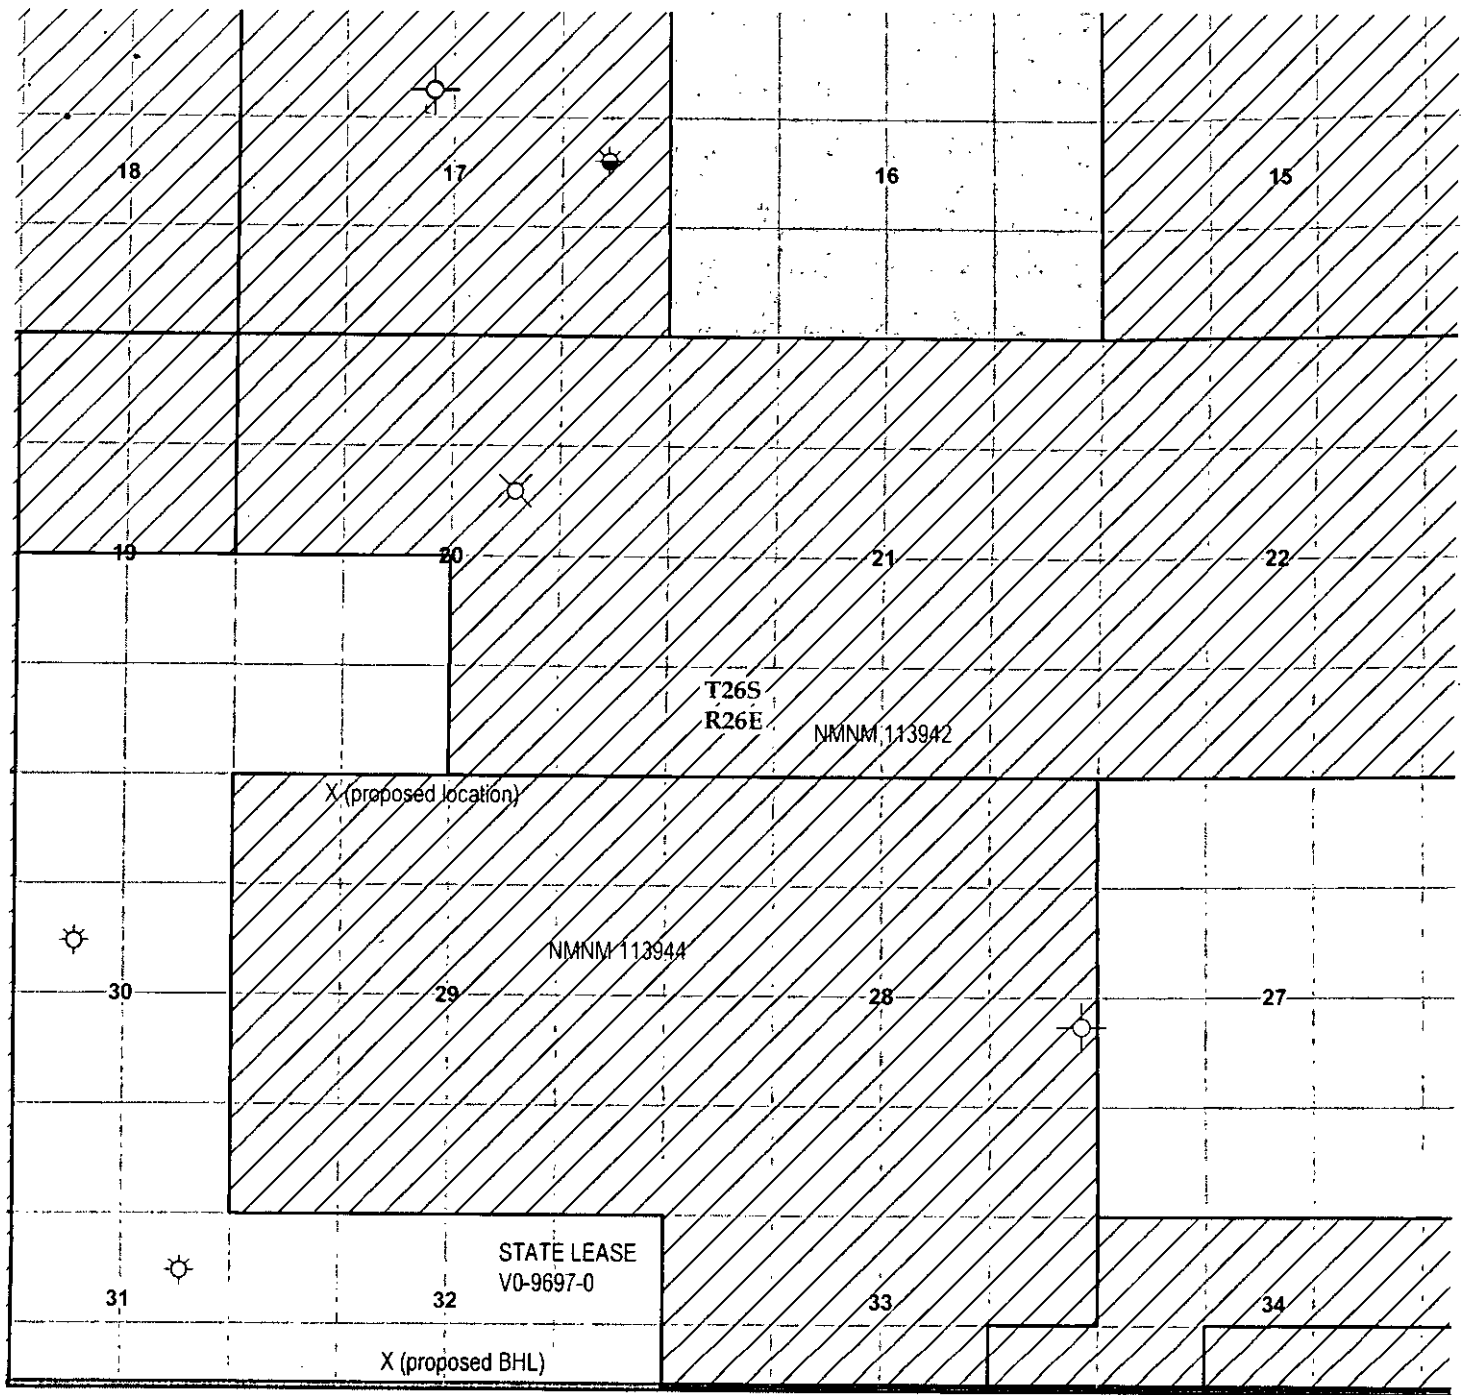 18
17
16
15
19
20
21
22
T26S
R26E
NMNM 113942
X (proposed location)
NMNM 113944
30
29
28
27
STATE LEASE
V0-9697-0
31
32
33
34
X (proposed BHL)